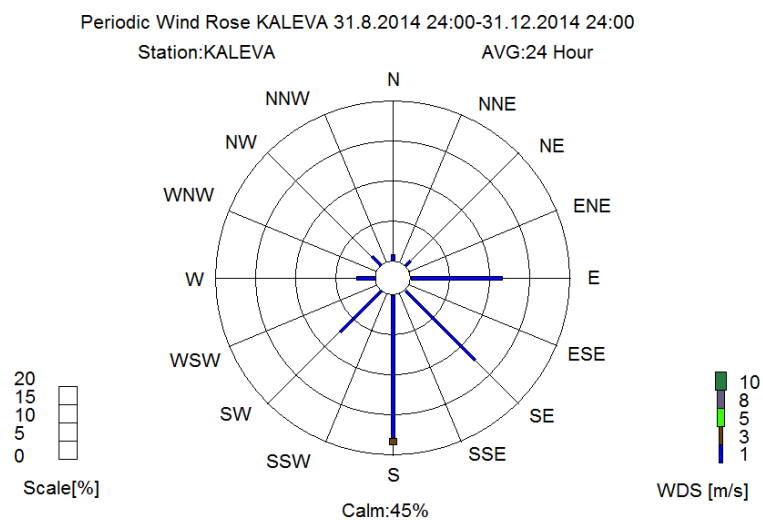 Periodic Wind Rose KALEVA 31.8.2014 24:00-31.12.2014 24:00
Station:KALEVA AVG:24 Hour
N
NNW NNE
NW NE
WNW ENE
W E
WSW ESE
SW SE
SSW SSE
S
20
15
10
5
0
Scale[%]
10
8
5
3
1
WDS [m/s]
Calm:45%